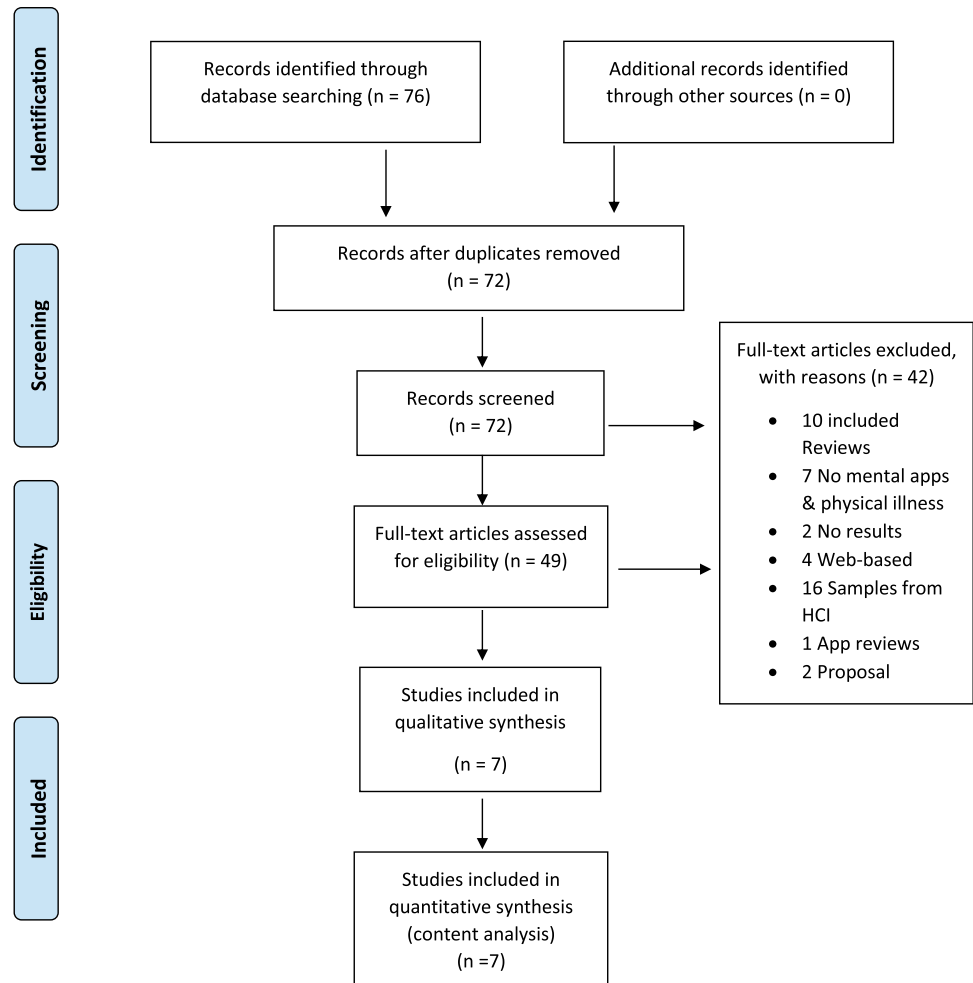 Identification
Records identified through
database searching (n = 76)
Additional records identified
through other sources (n = 0)
Screening
Records after duplicates removed
(n = 72)
Records screened
(n = 72)
Full-text articles excluded,
with reasons (n = 42)
• 10 included
Reviews
• 7 No mental apps
& physical illness
• 2 No results
• 4 Web-based
• 16 Samples from
HCI
• 1 App reviews
• 2 Proposal
Eligibility
Full-text articles assessed
for eligibility (n = 49)
Studies included in
qualitative synthesis
(n = 7)
Included
Studies included in
quantitative synthesis
(content analysis)
(n =7)